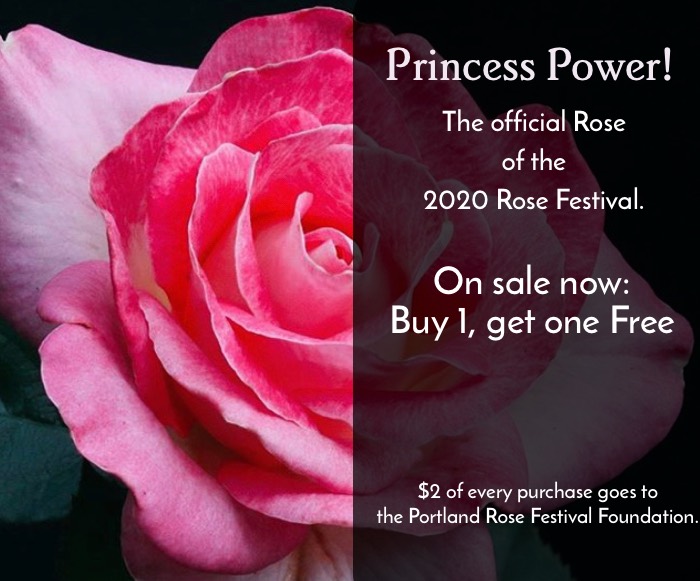 Princess Power!
The official Rose
of the
2020 Rose Festival.
On sale now:
Buy 1, get one Free
$2 of every purchase goes to
the Portland Rose Festival Foundation.